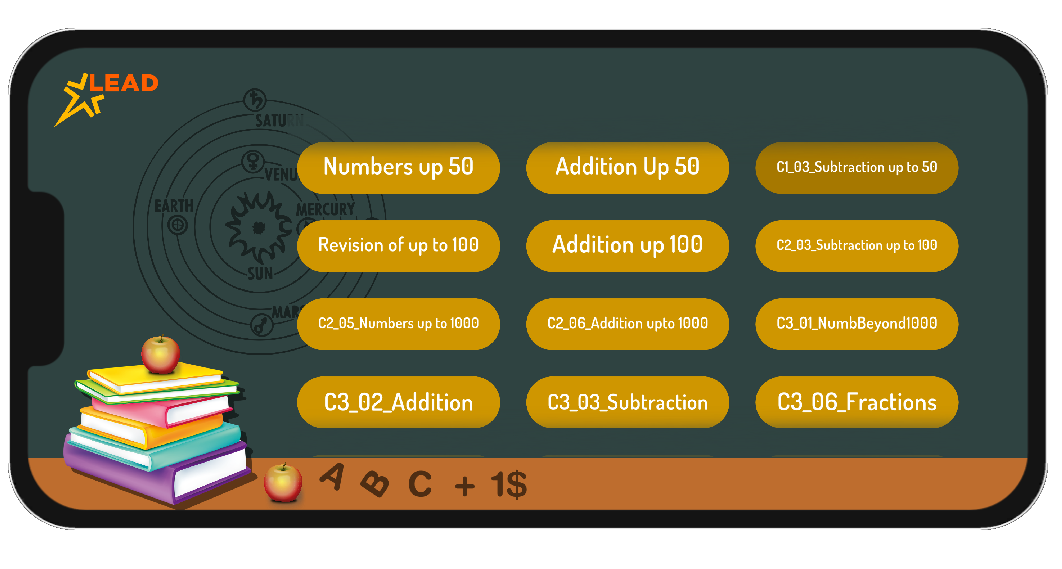 LEAD
SATURN
VENU
EARTH
MERCURY
SUN
MAR
Numbers up 50
Addition Up 50
C1_03_Subtraction up to 50
Revision of up to 100
Addition up 100
C2_03_Subtraction up to 100
C2_05_Numbers up to 1000
C2_06_Addition upto 1000
C3_01_NumbBeyond1000
C3_02_Addition
C3_03_Subtraction
C3_06_Fractions
A B C + 1$